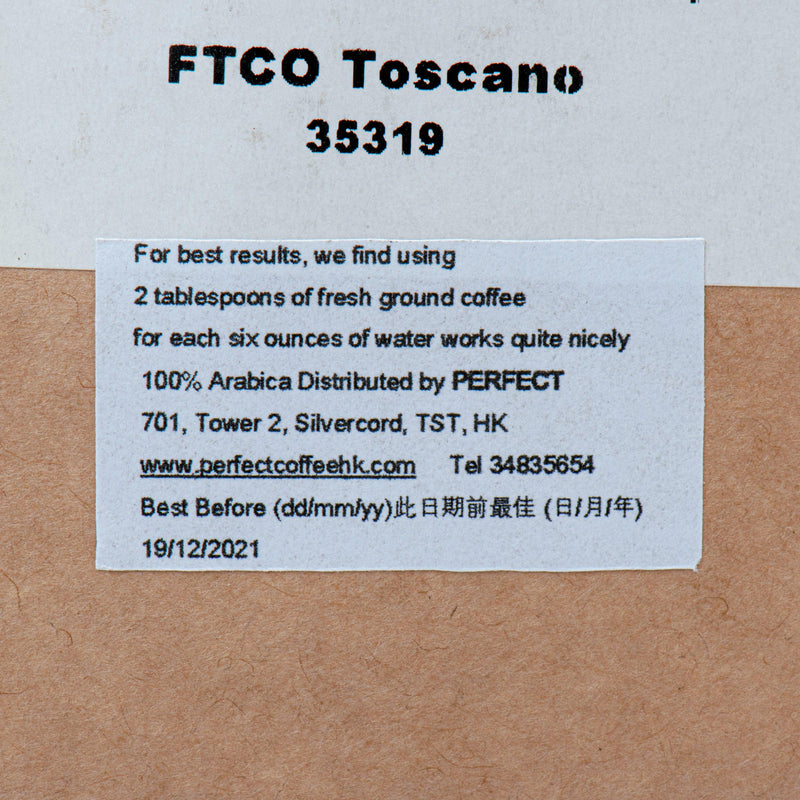 FTCO Toscano
35319
For best results, we find using
2 tablespoons of fresh ground coffee
for each six ounces of water works quite nicely
100% Arabica Distributed by PERFECT
701, Tower 2, Silvercord, TST, HK
www.perfectcoffeehk.com Tel 34835654
Best Before (dd/mm/yy)此日期前最佳 (日/月/年)
19/12/2021